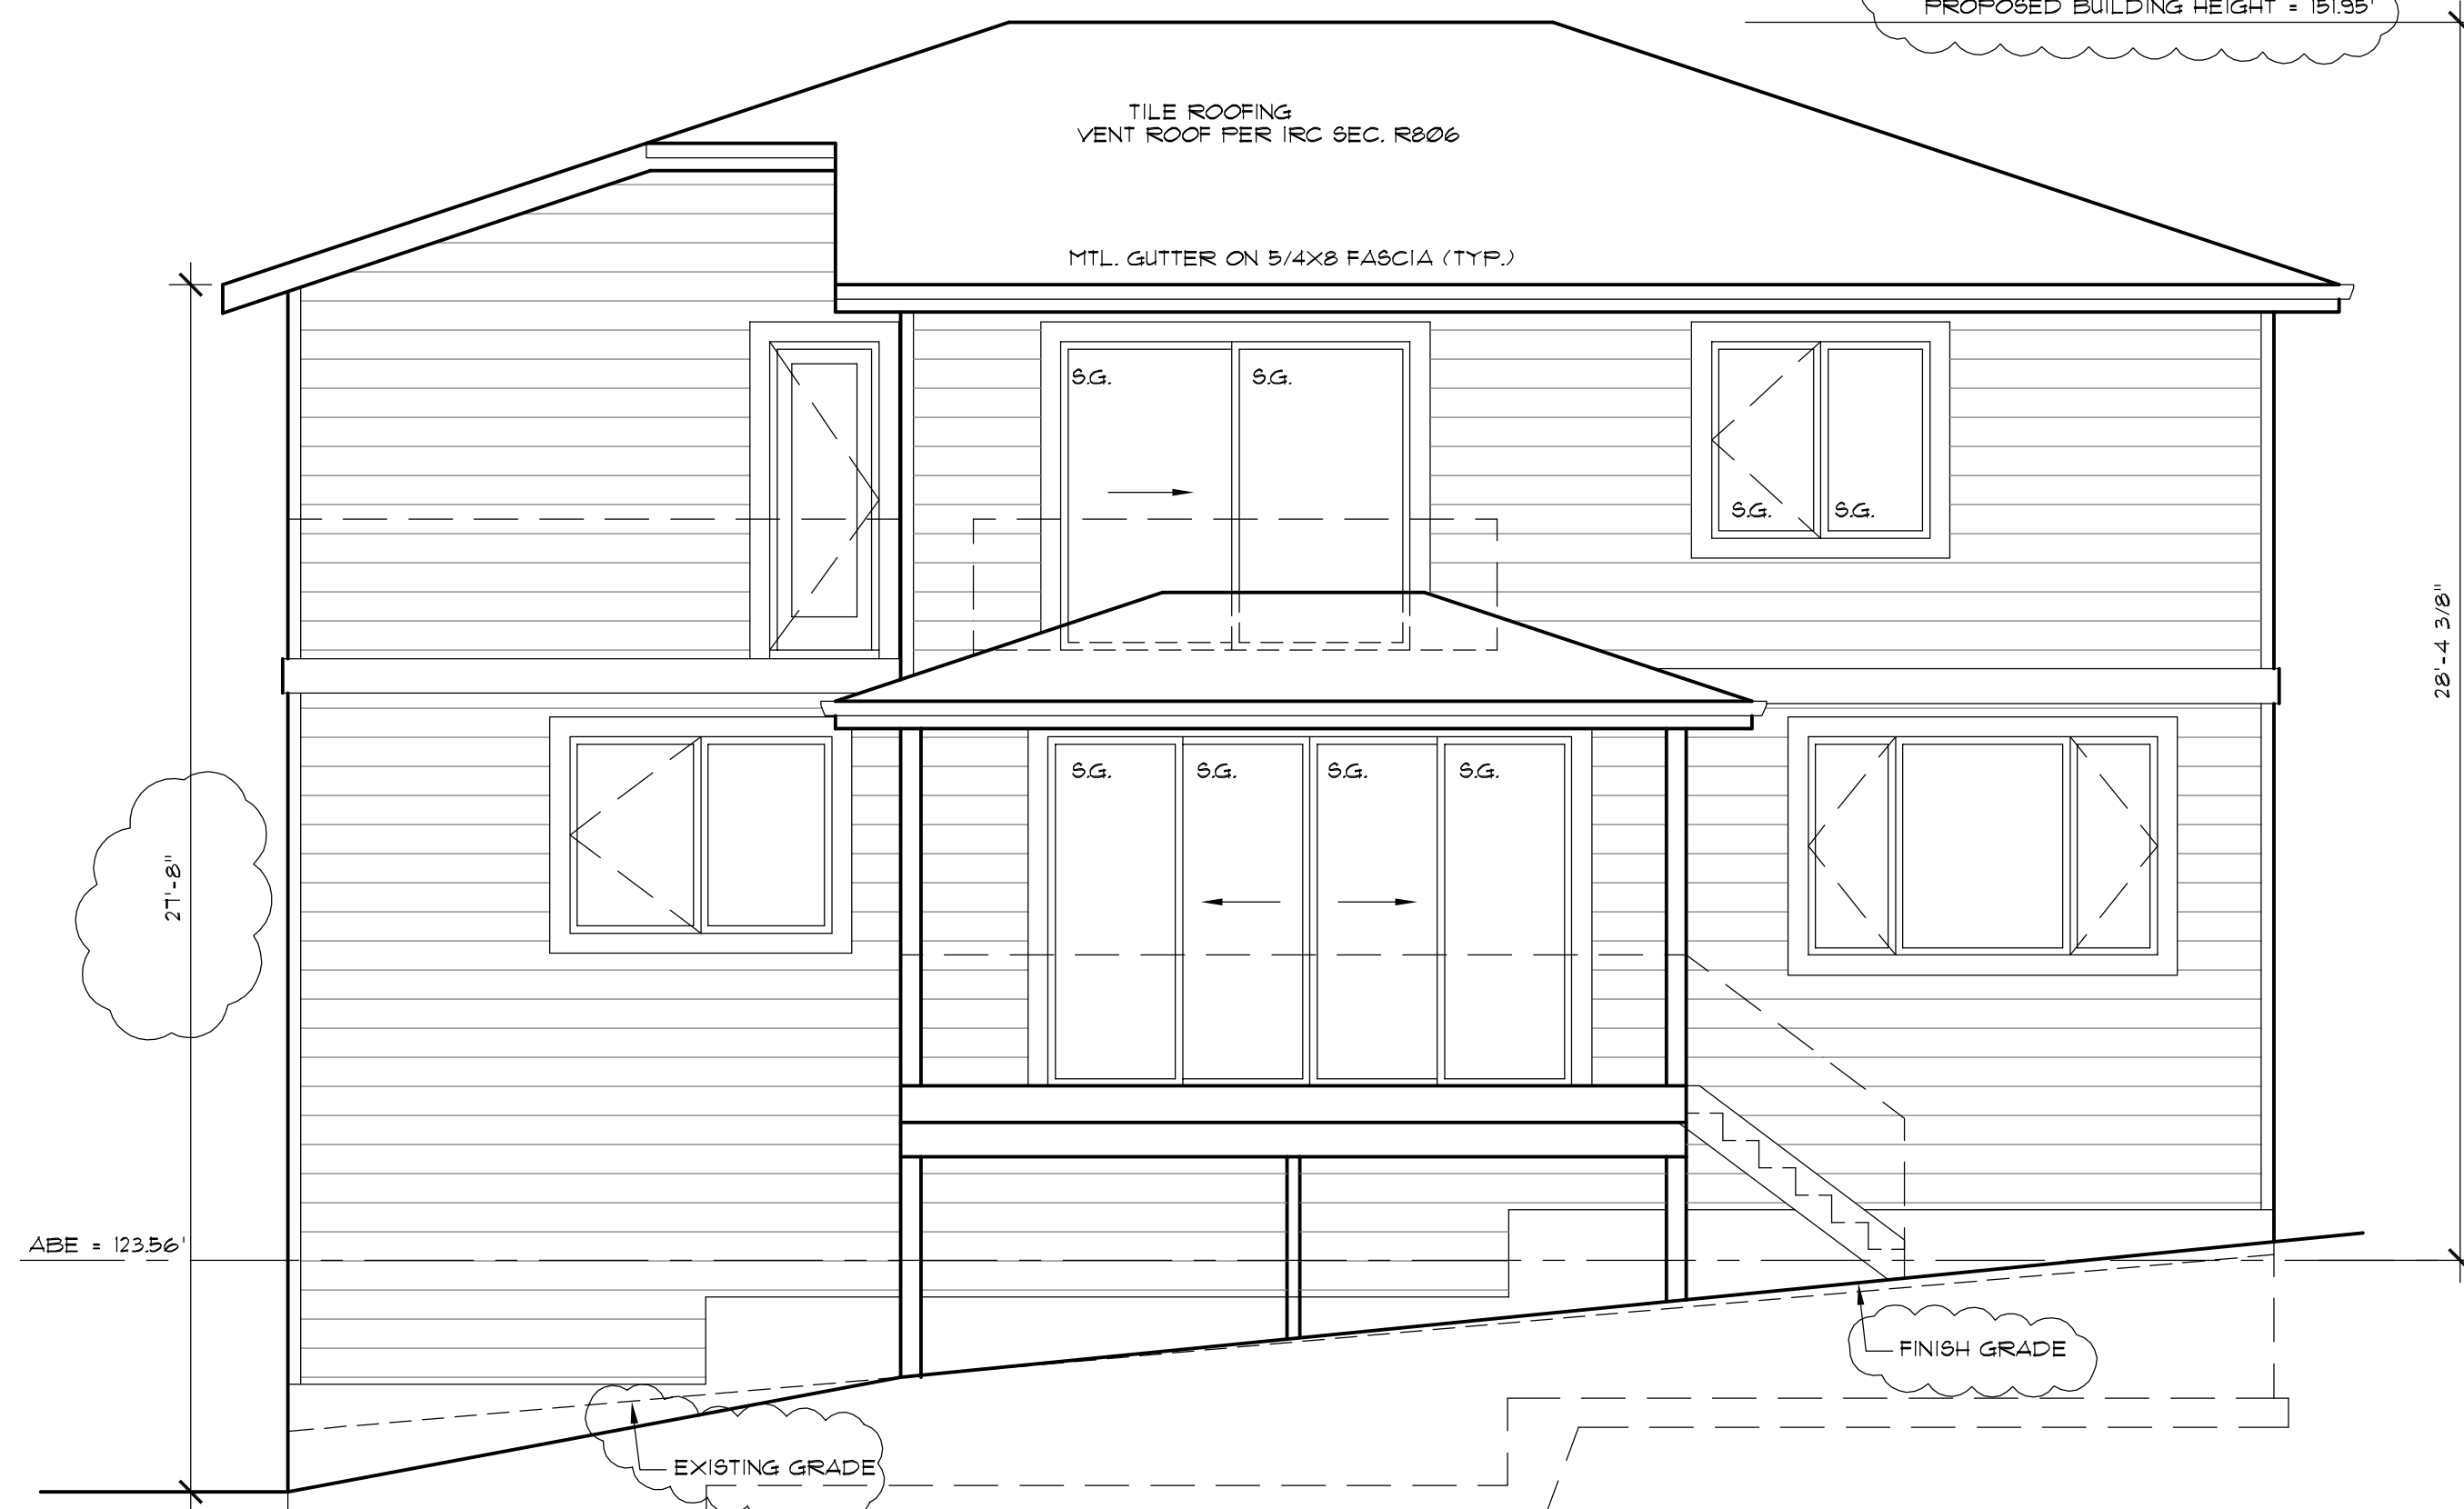 PROPOSED BUILDING HEIGHT = 151.95'
TILE ROOFING
VENT ROOF PER IRC SEC. R806
MTL. GUTTER ON 5/4X8 FASCIA (TYP.)
S.G.
S.G.
S.G.
S.G.
28'-4 3/8"
S.G.
S.G.
S.G.
S.G.
27'-8"
ABE = 123.56'
FINISH GRADE
EXISTING GRADE